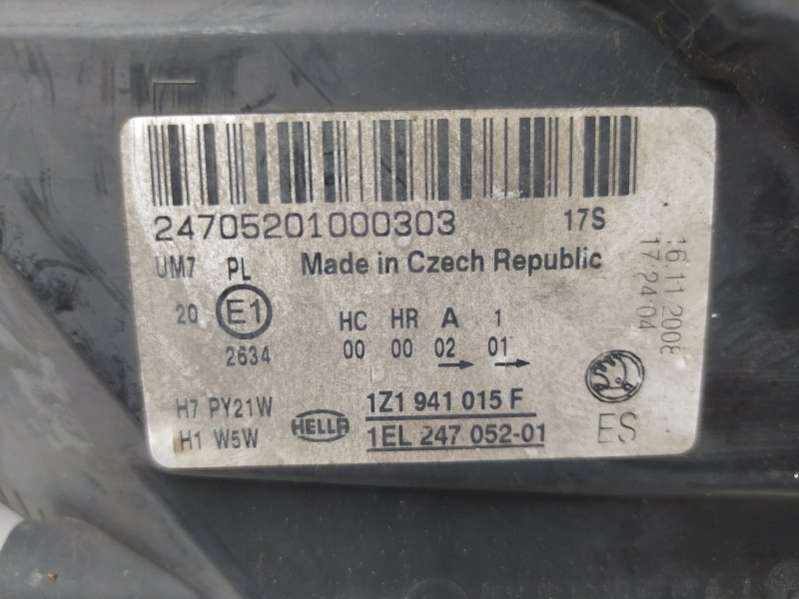 24705201000303 17S
UM7 PL Made in Czech Republic
20 E1 HC HR A 1
2634 00 00 02 01
H7 PY21W HELLA 1Z1 941 015 F
H1 W5W 1EL 247 052-01
ES
16.11.2008
17:24:04